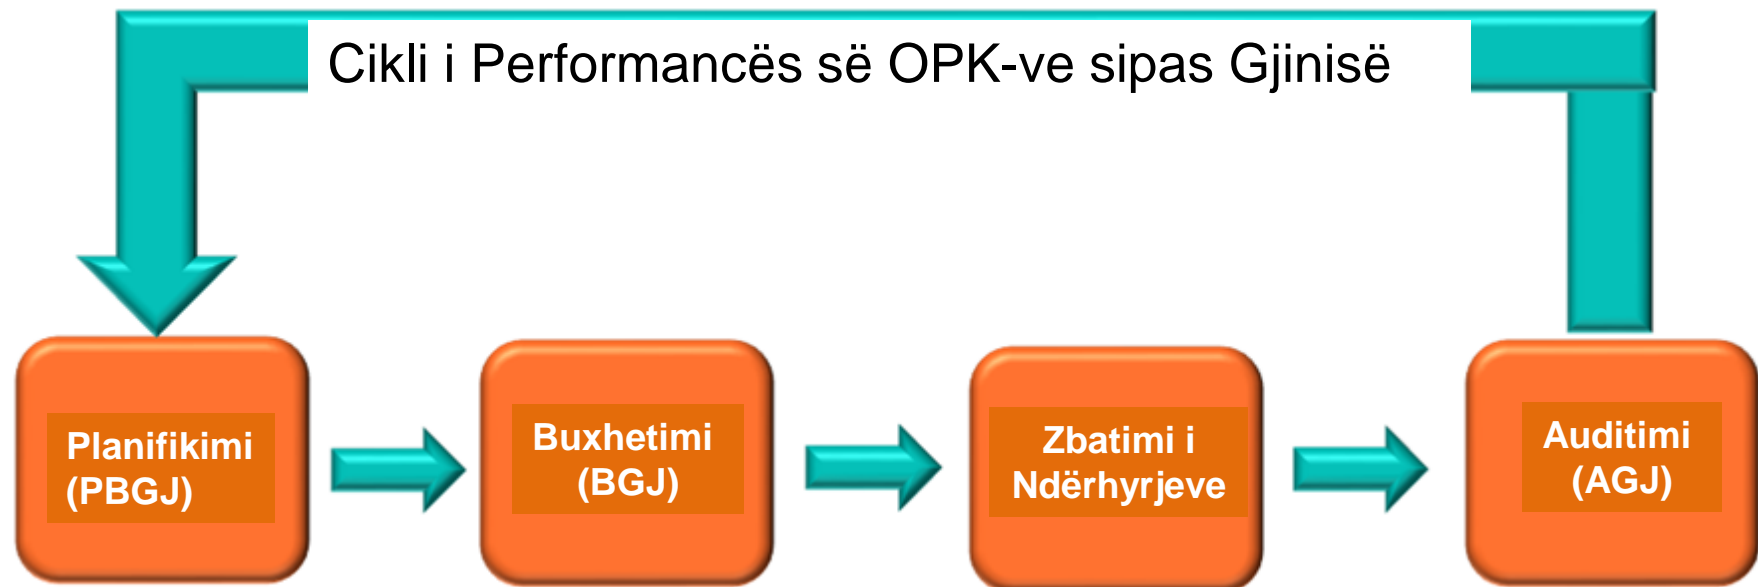 Cikli i Performancës së OPK-ve sipas Gjinisë
Planifikimi
(PBGJ)
Buxhetimi
(BGJ)
Zbatimi i
Ndërhyrjeve
Auditimi
(AGJ)